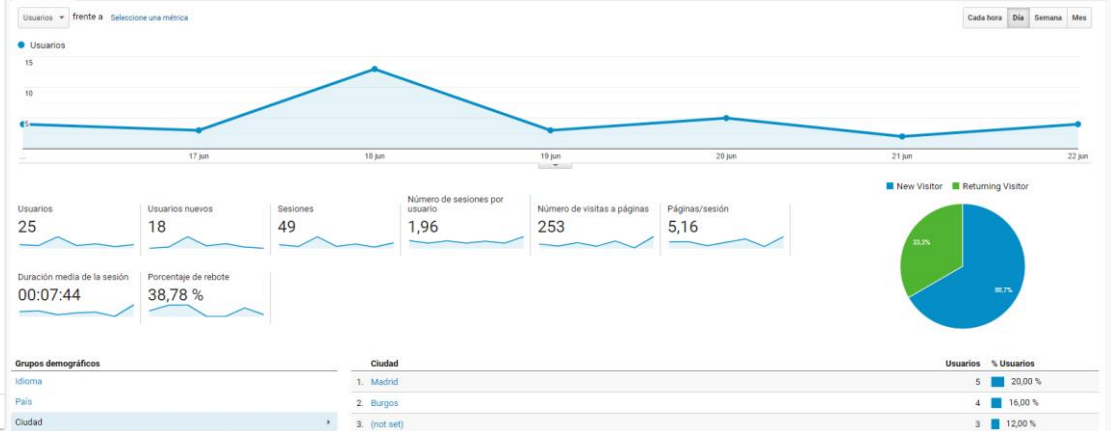 Usuarios frente a Seleccione una métrica
Cada hora Día Semana Mes
Usuarios
15
10
5
...
17 jun
18 jun
19 jun
20 jun
21 jun
22 jun
New Visitor Returning Visitor
Usuarios
25
Usuarios nuevos
18
Sesiones
49
Número de sesiones por
usuario
1,96
Número de visitas a páginas
253
Páginas/sesión
5,16
Duración media de la sesión
00:07:44
Porcentaje de rebote
38,78 %
33,3%
66,7%
Grupos demográficos
Idioma
País
Ciudad
Ciudad Usuarios % Usuarios
1. Madrid 5 20,00 %
2. Burgos 4 16,00 %
3. (not set) 3 12,00 %